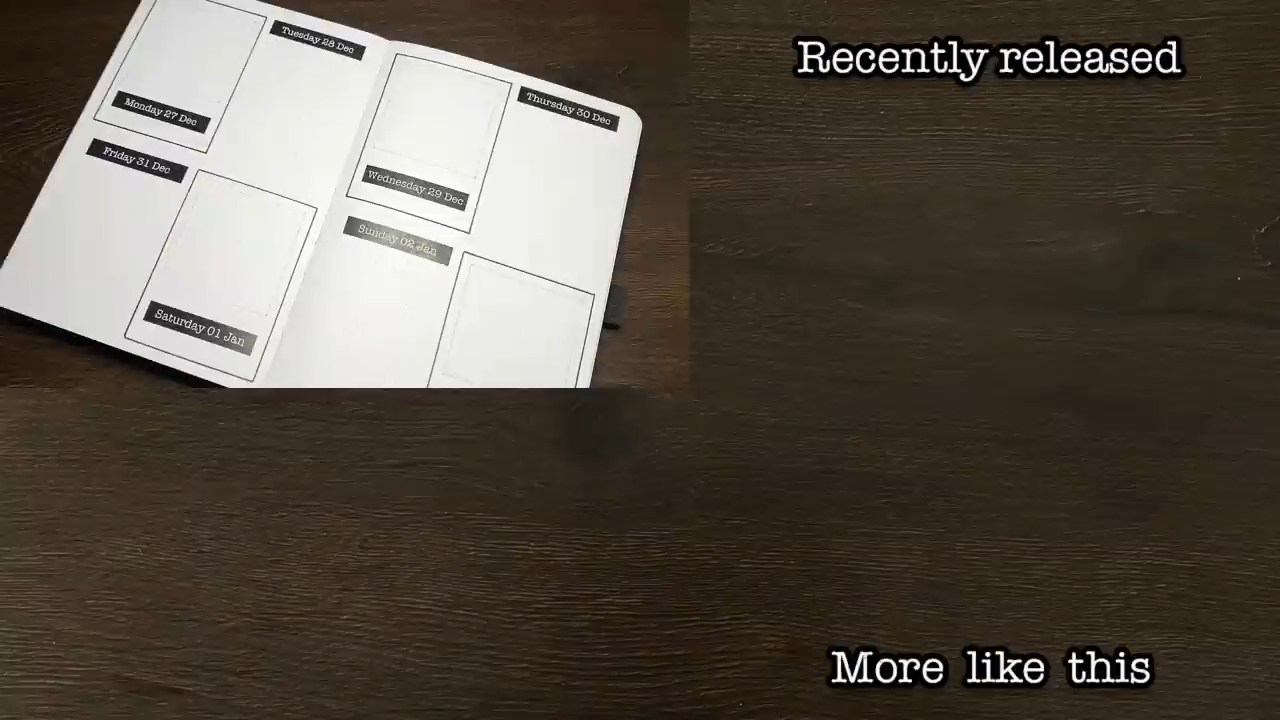 Tuesday 28 Dec
Monday 27 Dec
Friday 31 Dec
Saturday 01 Jan
Thursday 30 Dec
Wednesday 29 Dec
Sunday 02 Jan
Recently released
More like this